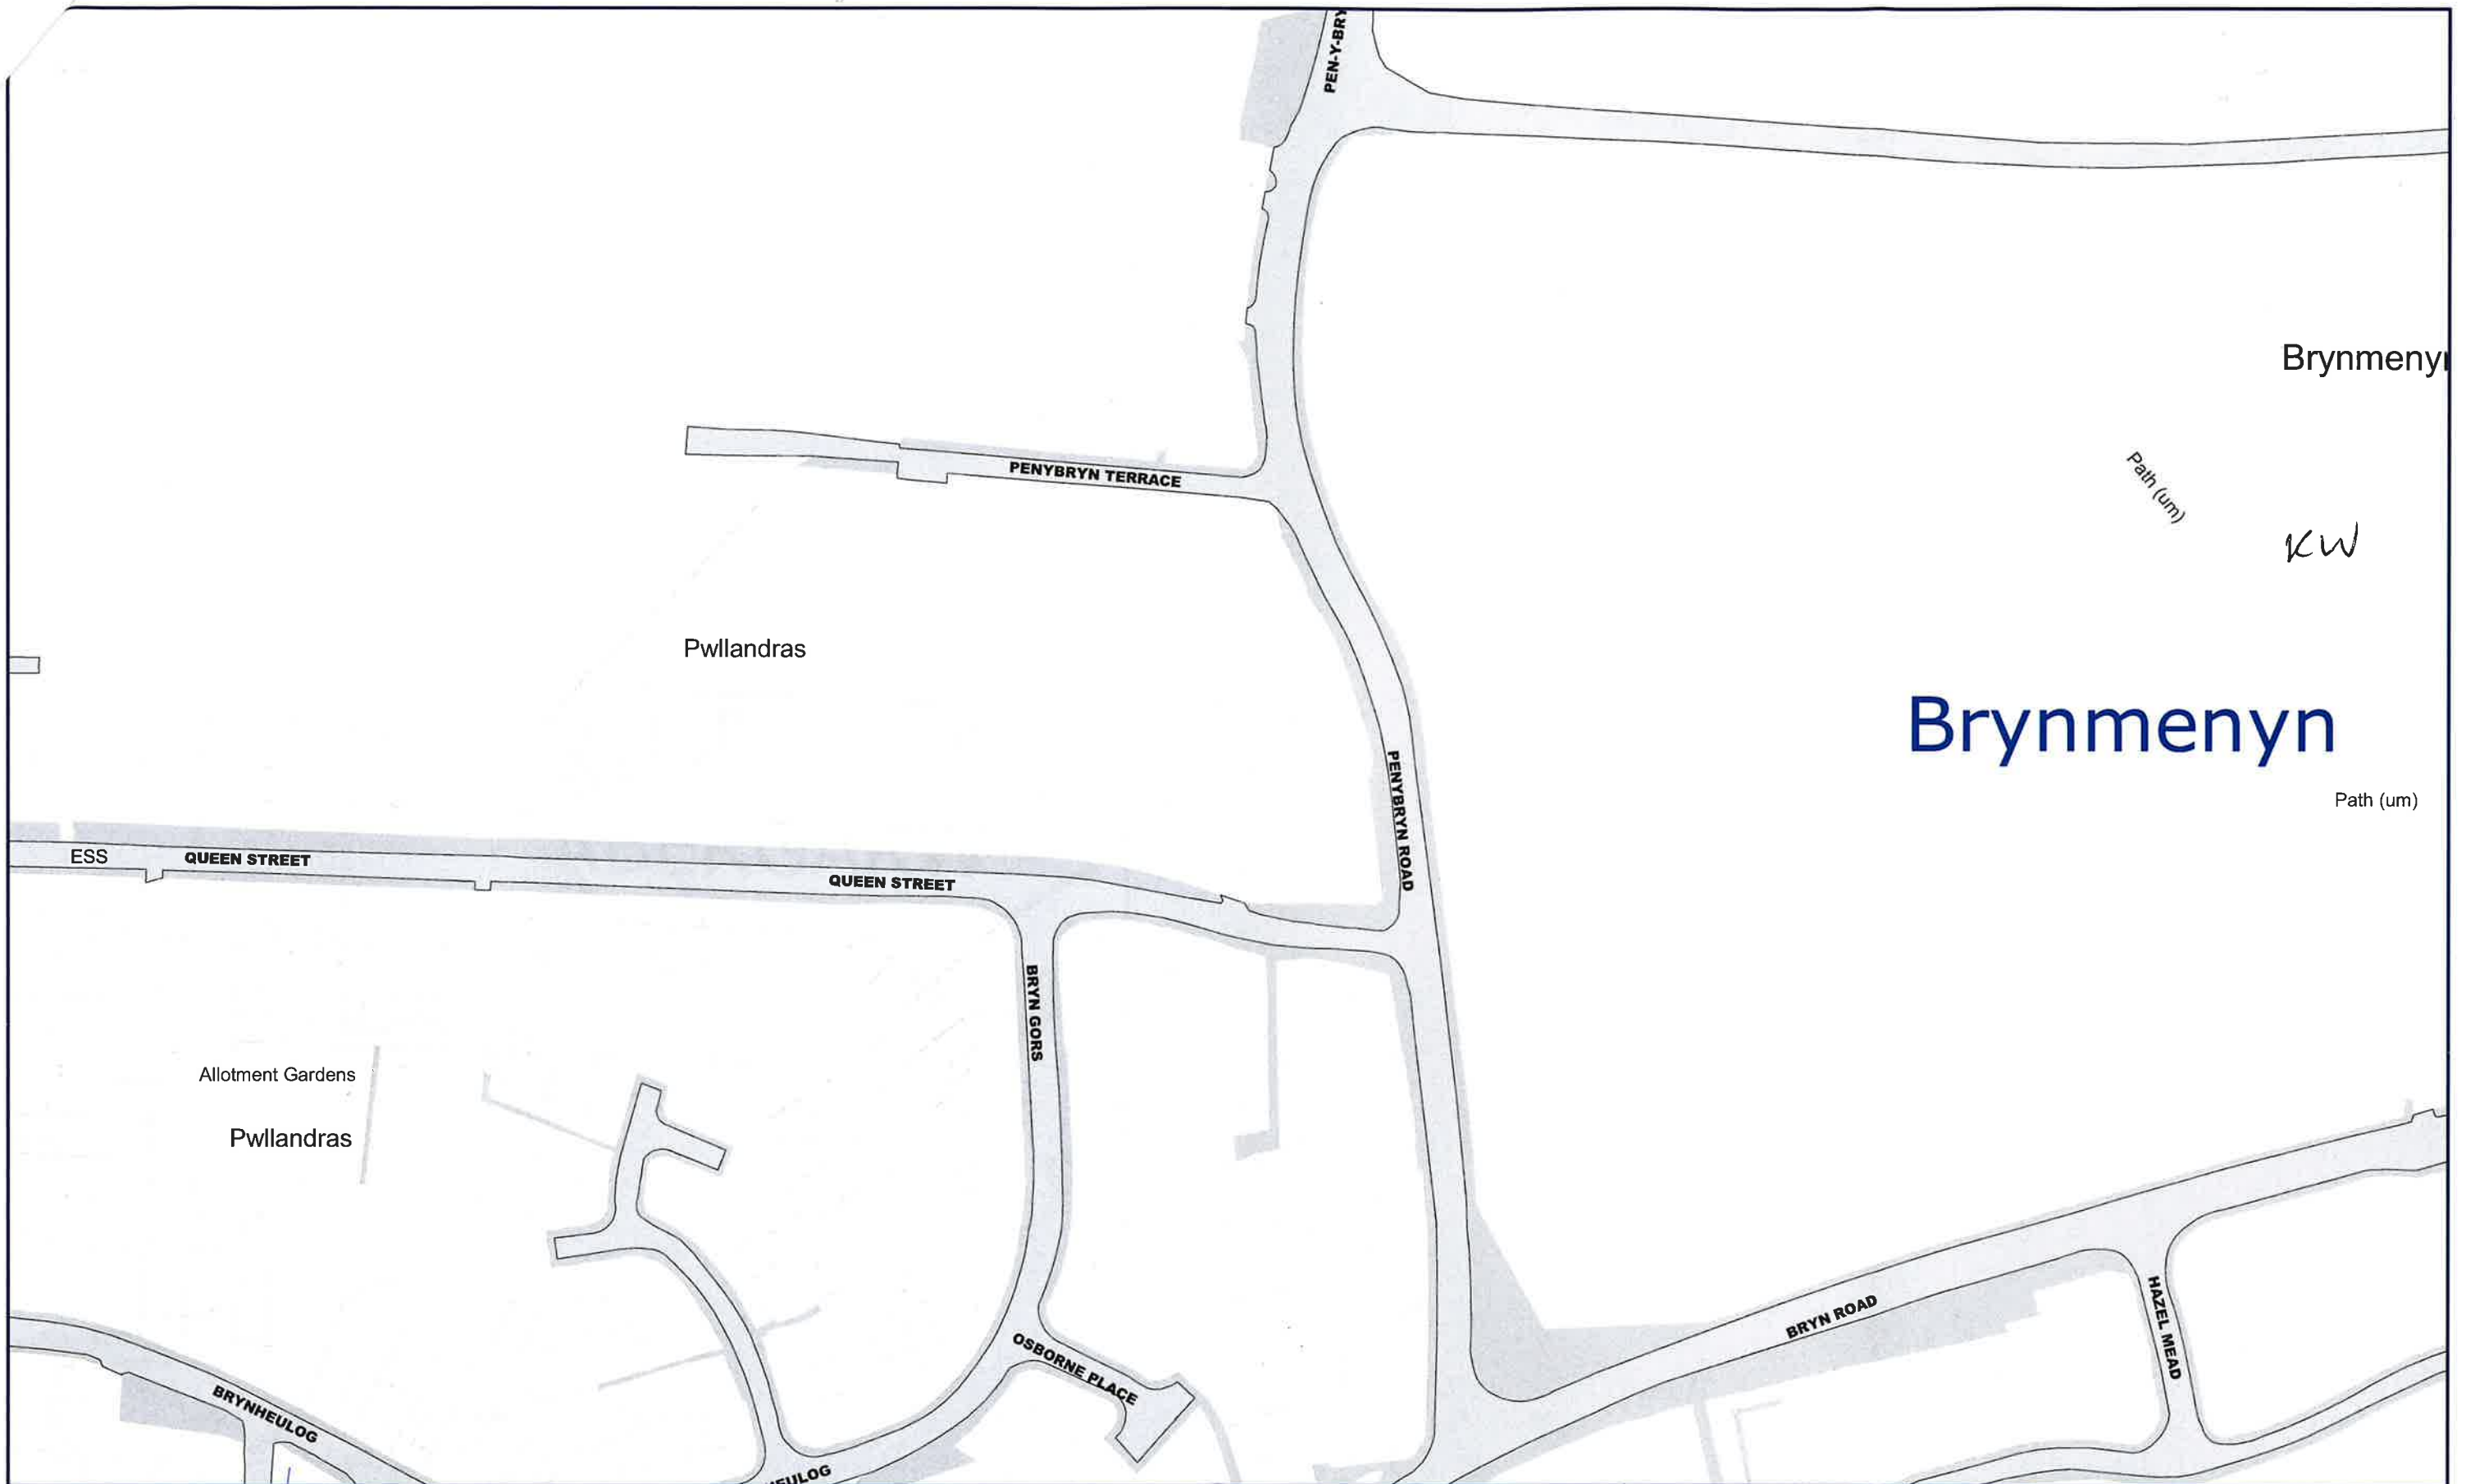 PEN-Y-BRY
Brynmenyn
Path (um)
PENYBRYN TERRACE
KW
Pwllandras
Brynmenyn
PENYBRYN ROAD
Path (um)
ESS
QUEEN STREET
QUEEN STREET
BRYN GORS
Allotment Gardens
Pwllandras
HAZEL MEAD
BRYN ROAD
OSBORNE PLACE
BRYNHEULOG
HEULOG